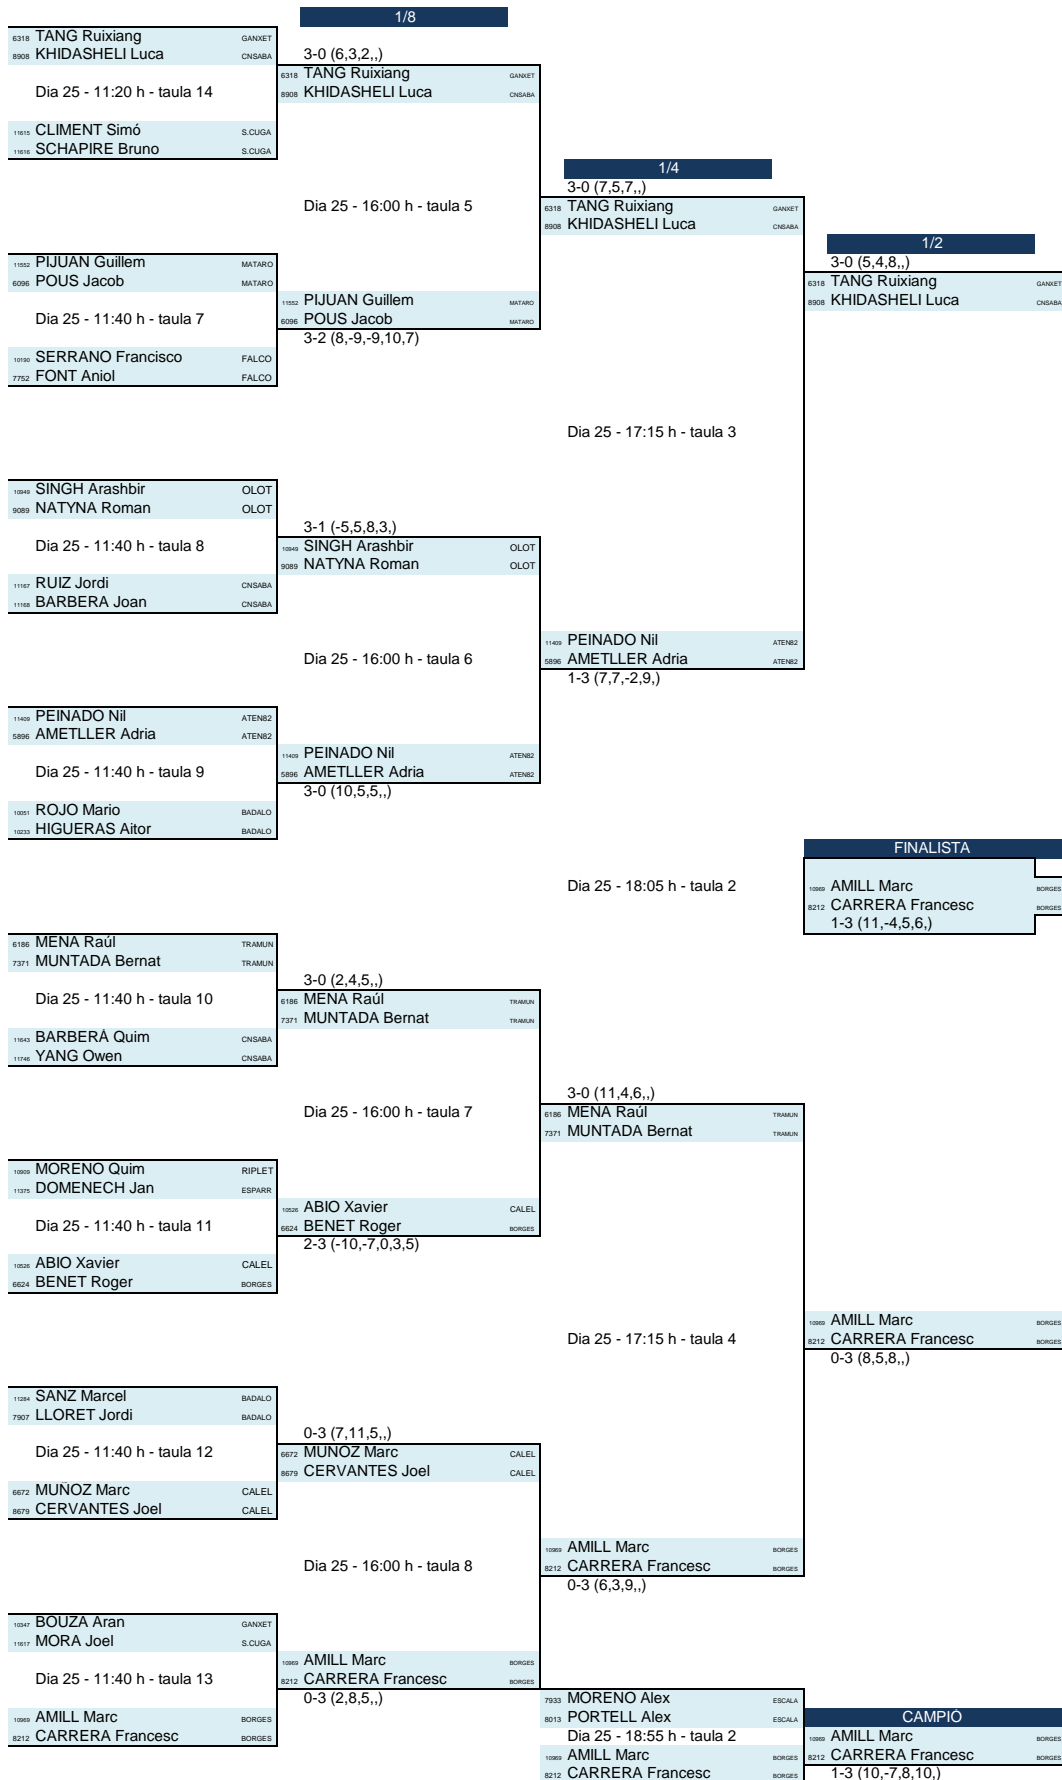 1/8
6318 TANG Ruixiang GANXET
8908 KHIDASHELI Luca CNSABA
3-0 (6,3,2,,)
6318 TANG Ruixiang GANXET
8908 KHIDASHELI Luca CNSABA
Dia 25 - 11:20 h - taula 14
11615 CLIMENT Simó S.CUGA
11616 SCHAPIRE Bruno S.CUGA
1/4
3-0 (7,5,7,,)
Dia 25 - 16:00 h - taula 5
6318 TANG Ruixiang GANXET
8908 KHIDASHELI Luca CNSABA
1/2
3-0 (5,4,8,,)
6318 TANG Ruixiang GANXET
8908 KHIDASHELI Luca CNSABA
11552 PIJUAN Guillem MATARO
6096 POUS Jacob MATARO
11552 PIJUAN Guillem MATARO
6096 POUS Jacob MATARO
3-2 (8,-9,-9,10,7)
Dia 25 - 11:40 h - taula 7
10190 SERRANO Francisco FALCO
7752 FONT Aniol FALCO
Dia 25 - 17:15 h - taula 3
10949 SINGH Arashbir OLOT
9089 NATYNA Roman OLOT
3-1 (-5,5,8,3,)
10949 SINGH Arashbir OLOT
9089 NATYNA Roman OLOT
Dia 25 - 11:40 h - taula 8
11167 RUIZ Jordi CNSABA
11168 BARBERA Joan CNSABA
Dia 25 - 16:00 h - taula 6
11409 PEINADO Nil ATEN82
5896 AMETLLER Adria ATEN82
1-3 (7,7,-2,9,)
11409 PEINADO Nil ATEN82
5896 AMETLLER Adria ATEN82
11409 PEINADO Nil ATEN82
5896 AMETLLER Adria ATEN82
3-0 (10,5,5,,)
Dia 25 - 11:40 h - taula 9
10051 ROJO Mario BADALO
10233 HIGUERAS Aitor BADALO
FINALISTA
Dia 25 - 18:05 h - taula 2
10969 AMILL Marc BORGES
8212 CARRERA Francesc BORGES
1-3 (11,-4,5,6,)
6186 MENA Raúl TRAMUN
7371 MUNTADA Bernat TRAMUN
3-0 (2,4,5,,)
6186 MENA Raúl TRAMUN
7371 MUNTADA Bernat TRAMUN
Dia 25 - 11:40 h - taula 10
11643 BARBERÁ Quim CNSABA
11746 YANG Owen CNSABA
3-0 (11,4,6,,)
Dia 25 - 16:00 h - taula 7
6186 MENA Raúl TRAMUN
7371 MUNTADA Bernat TRAMUN
10909 MORENO Quim RIPLET
11375 DOMENECH Jan ESPARR
10526 ABIO Xavier CALEL
6624 BENET Roger BORGES
2-3 (-10,-7,0,3,5)
Dia 25 - 11:40 h - taula 11
10526 ABIO Xavier CALEL
6624 BENET Roger BORGES
Dia 25 - 17:15 h - taula 4
10969 AMILL Marc BORGES
8212 CARRERA Francesc BORGES
0-3 (8,5,8,,)
11284 SANZ Marcel BADALO
7907 LLORET Jordi BADALO
0-3 (7,11,5,,)
6672 MUÑOZ Marc CALEL
8679 CERVANTES Joel CALEL
Dia 25 - 11:40 h - taula 12
6672 MUÑOZ Marc CALEL
8679 CERVANTES Joel CALEL
Dia 25 - 16:00 h - taula 8
10969 AMILL Marc BORGES
8212 CARRERA Francesc BORGES
0-3 (6,3,9,,)
10347 BOUZA Aran GANXET
11617 MORA Joel S.CUGA
10969 AMILL Marc BORGES
8212 CARRERA Francesc BORGES
0-3 (2,8,5,,)
Dia 25 - 11:40 h - taula 13
10969 AMILL Marc BORGES
8212 CARRERA Francesc BORGES
7933 MORENO Alex ESCALA
8013 PORTELL Alex ESCALA
Dia 25 - 18:55 h - taula 2
10969 AMILL Marc BORGES
8212 CARRERA Francesc BORGES
CAMPIÓ
10969 AMILL Marc BORGES
8212 CARRERA Francesc BORGES
1-3 (10,-7,8,10,)